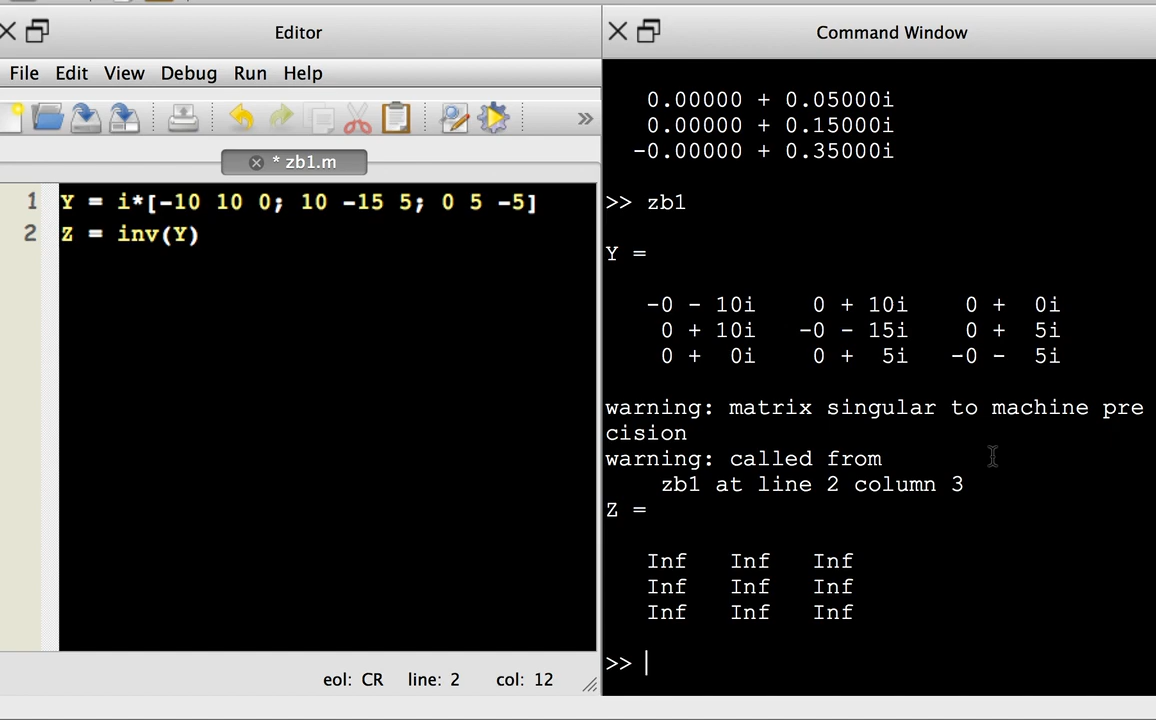 Editor
File Edit View Debug Run Help
»
* zb1.m
1 Y = i*[-10 10 0; 10 -15 5; 0 5 -5]
2 Z = inv(Y)
eol: CR line: 2 col: 12
Command Window
0.00000 + 0.05000i
0.00000 + 0.15000i
-0.00000 + 0.35000i
>> zb1
Y =
-0 - 10i 0 + 10i 0 + 0i
0 + 10i -0 - 15i 0 + 5i
0 + 0i 0 + 5i -0 - 5i
warning: matrix singular to machine pre
cision
warning: called from
zb1 at line 2 column 3
Z =
Inf Inf Inf
Inf Inf Inf
Inf Inf Inf
>>